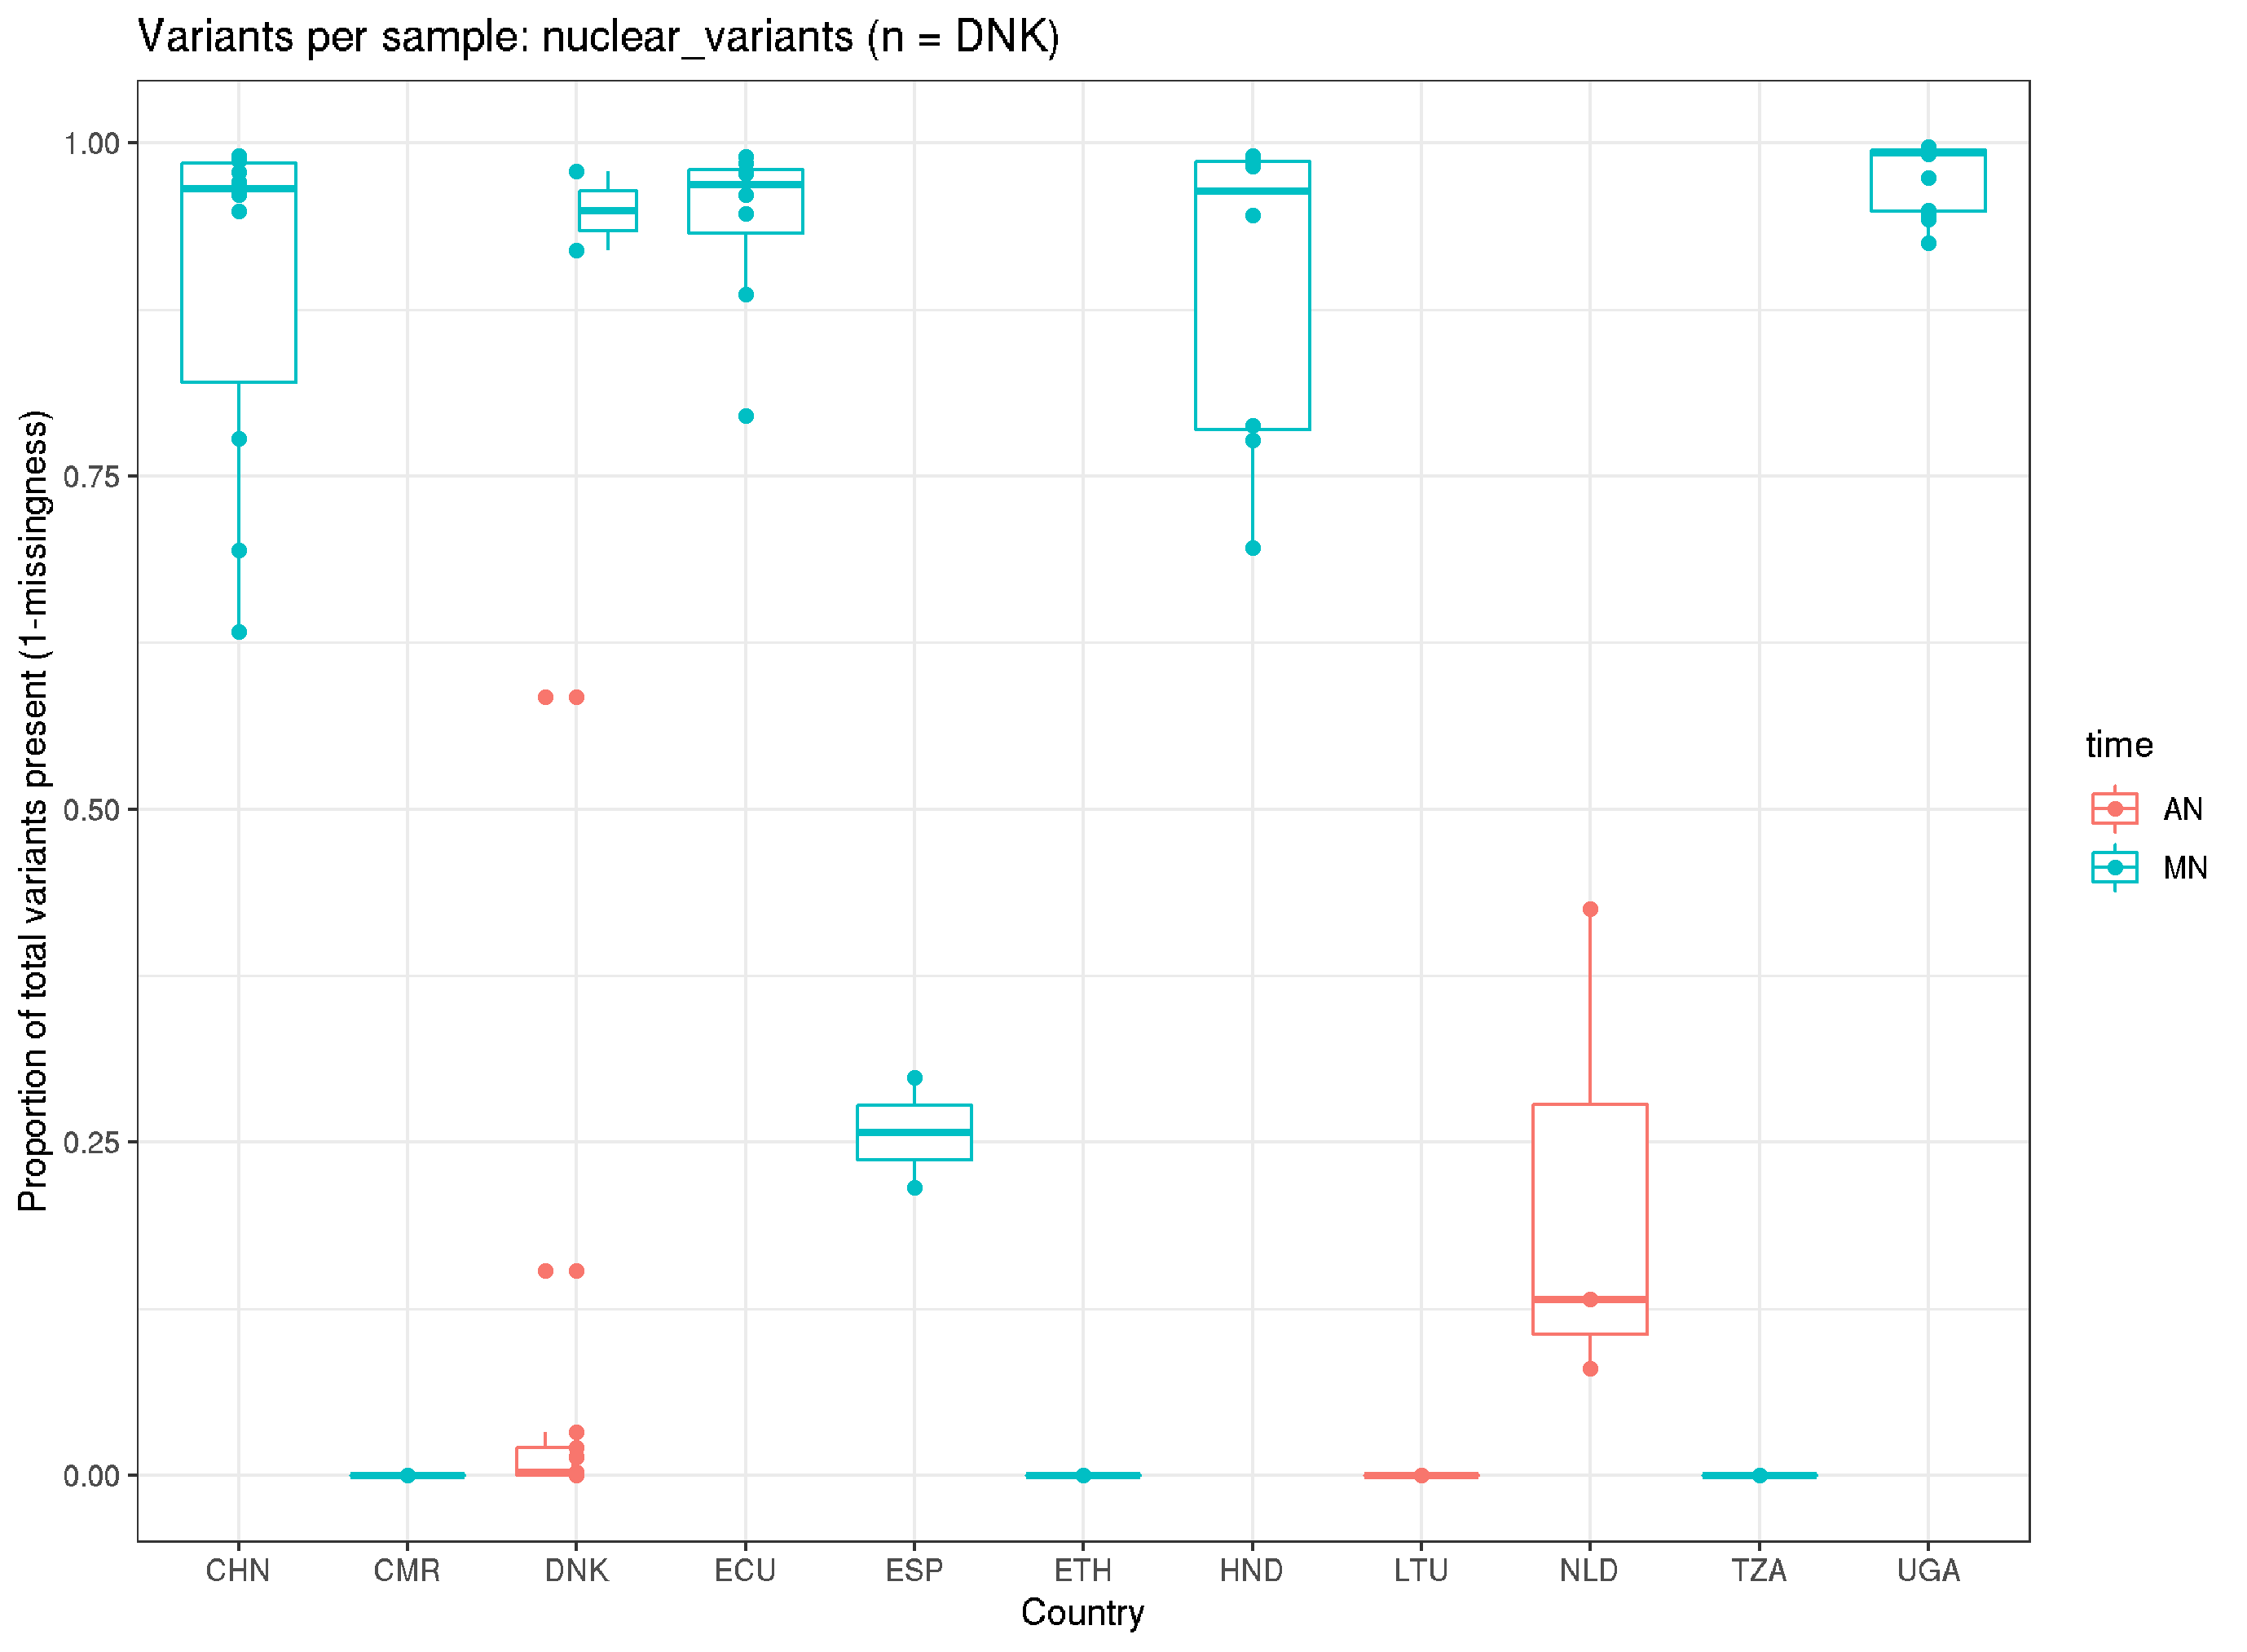 Variants per sample: nuclear_variants (n = DNK)
Proportion of total variants present (1-missingness)
1.00
0.75
0.50
0.25
0.00
CHN CMR DNK ECU ESP ETH HND LTU NLD TZA UGA
Country
time
AN
MN